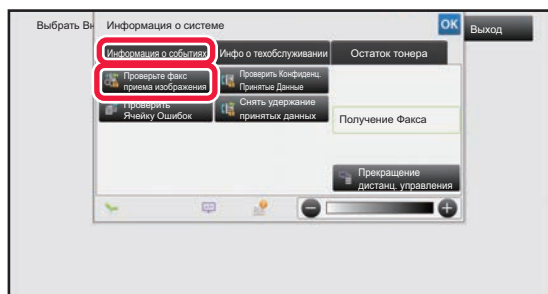 Выбрать Вн
Информация о системе
OK
Выход
Информация о событиях
Инфо о техобслуживании
Остаток тонера
Проверьте факс
приема изображения
Проверить Конфиденц.
Принятые Данные
Проверить
Ячейку Ошибок
Снять удержание
принятых данных
Получение Факса
Прекращение
дистанц. управления